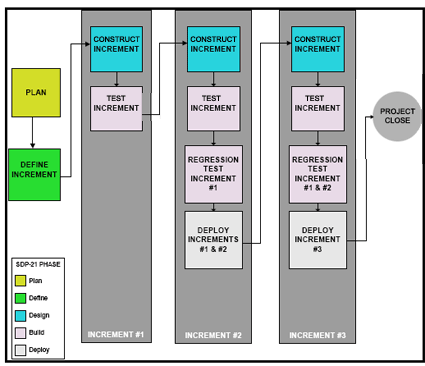 PLAN
DEFINE
INCREMENT
CONSTRUCT
INCREMENT
TEST
INCREMENT
INCREMENT #1
CONSTRUCT
INCREMENT
TEST
INCREMENT
REGRESSION
TEST
INCREMENT
#1
DEPLOY
INCREMENTS
#1 & #2
INCREMENT #2
CONSTRUCT
INCREMENT
TEST
INCREMENT
REGRESSION
TEST
INCREMENT
#1 & #2
DEPLOY
INCREMENT
#3
INCREMENT #3
PROJECT
CLOSE
SDP-21 PHASE
Plan
Define
Design
Build
Deploy